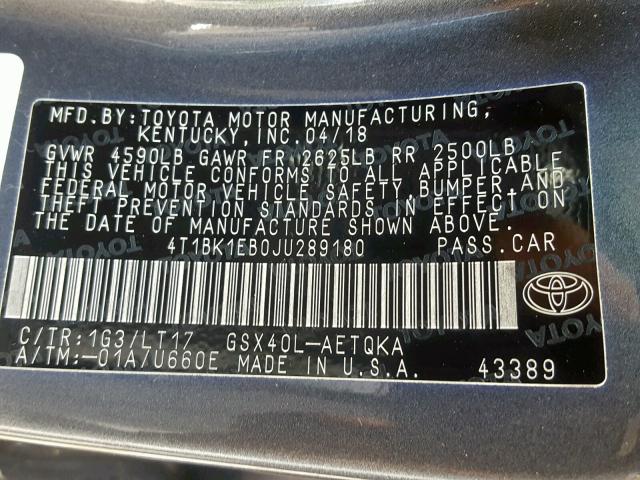 MFD.BY:TOYOTA MOTOR MANUFACTURING,
KENTUCKY,INC.04/18
GVWR 4590LB GAWR FR 2625LB RR 2500LB
THIS VEHICLE CONFORMS TO ALL APPLICABLE
FEDERAL MOTOR VEHICLE SAFETY,BUMPER,AND
THEFT PREVENTION STANDARDS IN EFFECT ON
THE DATE OF MANUFACTURE SHOWN ABOVE.
4T1BK1EB0JU289180 PASS.CAR
C/TR:1G3/LT17 GSX40L-AETQKA
A/TM:-01A/U660E MADE IN U.S.A. 43389